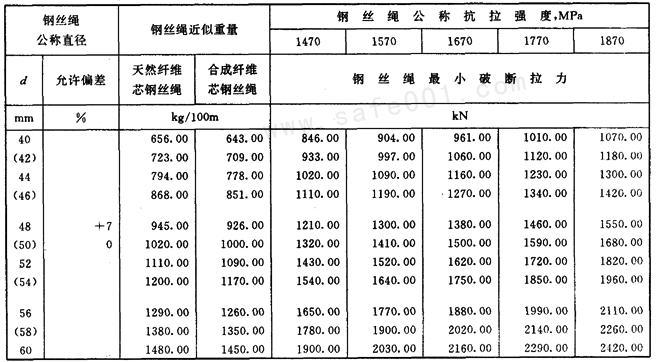 钢丝绳 公称直径 钢丝绳近似重量 钢丝绳公称抗拉强度,MPa
1470 1570 1670 1770 1870
d 允许偏差 天然纤维芯钢丝绳 合成纤维芯钢丝绳 钢丝绳最小破断拉力
mm % kg/100m kN
40 656.00 643.00 846.00 904.00 961.00 1010.00 1070.00
(42) 723.00 709.00 933.00 997.00 1060.00 1120.00 1180.00
44 794.00 778.00 1020.00 1090.00 1160.00 1230.00 1300.00
(46) 868.00 851.00 1110.00 1190.00 1270.00 1340.00 1420.00
48 +7 945.00 926.00 1210.00 1300.00 1380.00 1460.00 1550.00
(50) 0 1020.00 1000.00 1320.00 1410.00 1500.00 1590.00 1680.00
52 1110.00 1090.00 1430.00 1520.00 1620.00 1720.00 1820.00
(54) 1200.00 1170.00 1540.00 1640.00 1750.00 1850.00 1960.00
56 1290.00 1260.00 1650.00 1770.00 1880.00 1990.00 2110.00
(58) 1380.00 1350.00 1780.00 1900.00 2020.00 2140.00 2260.00
60 1480.00 1450.00 1900.00 2030.00 2160.00 2290.00 2420.00
www.safe001.com